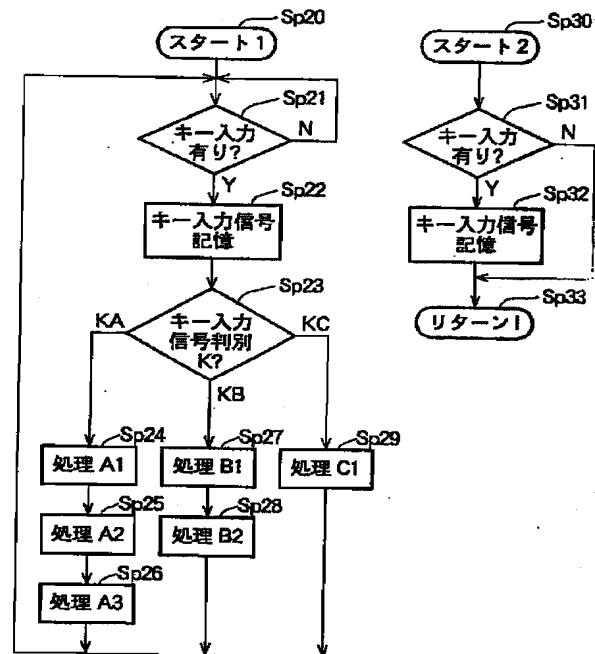 Sp20
スタート1
Sp21
キー入力
有り?
N
Y
Sp22
キー入力信号
記憶
Sp23
キー入力
信号判別
K?
KA
KC
KB
Sp24
処理 A1
Sp25
処理 A2
Sp26
処理 A3
Sp27
処理 B1
Sp28
処理 B2
Sp29
処理 C1
Sp30
スタート2
Sp31
キー入力
有り?
N
Y
Sp32
キー入力信号
記憶
Sp33
リターン1